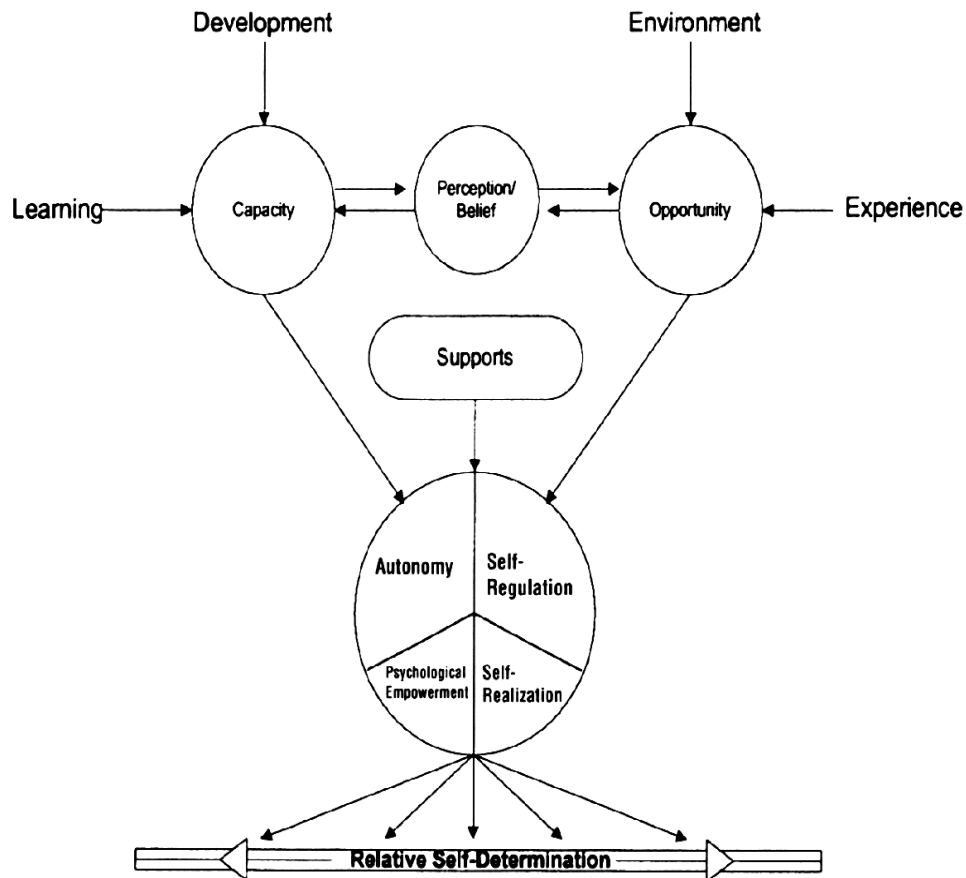 Development
Environment
Learning
Capacity
Perception/
Belief
Opportunity
Experience
Supports
Autonomy
Self-
Regulation
Psychological
Empowerment
Self-
Realization
Relative Self-Determination